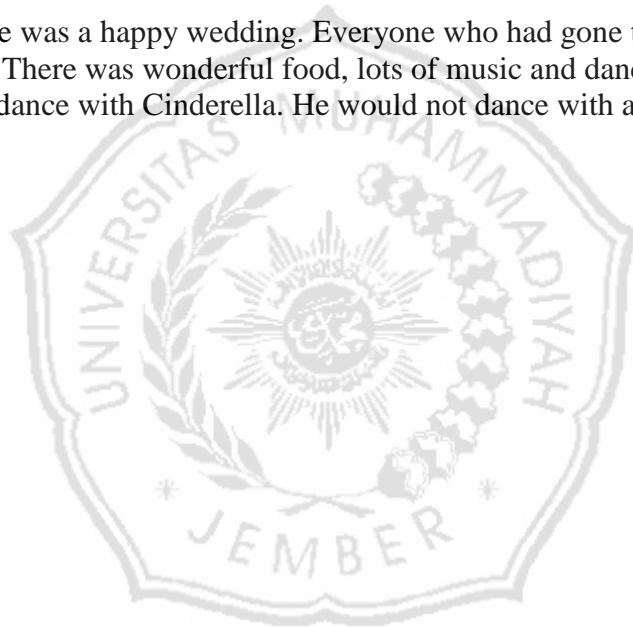 e was a happy wedding. Everyone who had gone t
There was wonderful food, lots of music and danc
dance with Cinderella. He would not dance with a
UNIVERSITAS MUHAMMADIYAH
JEMBER